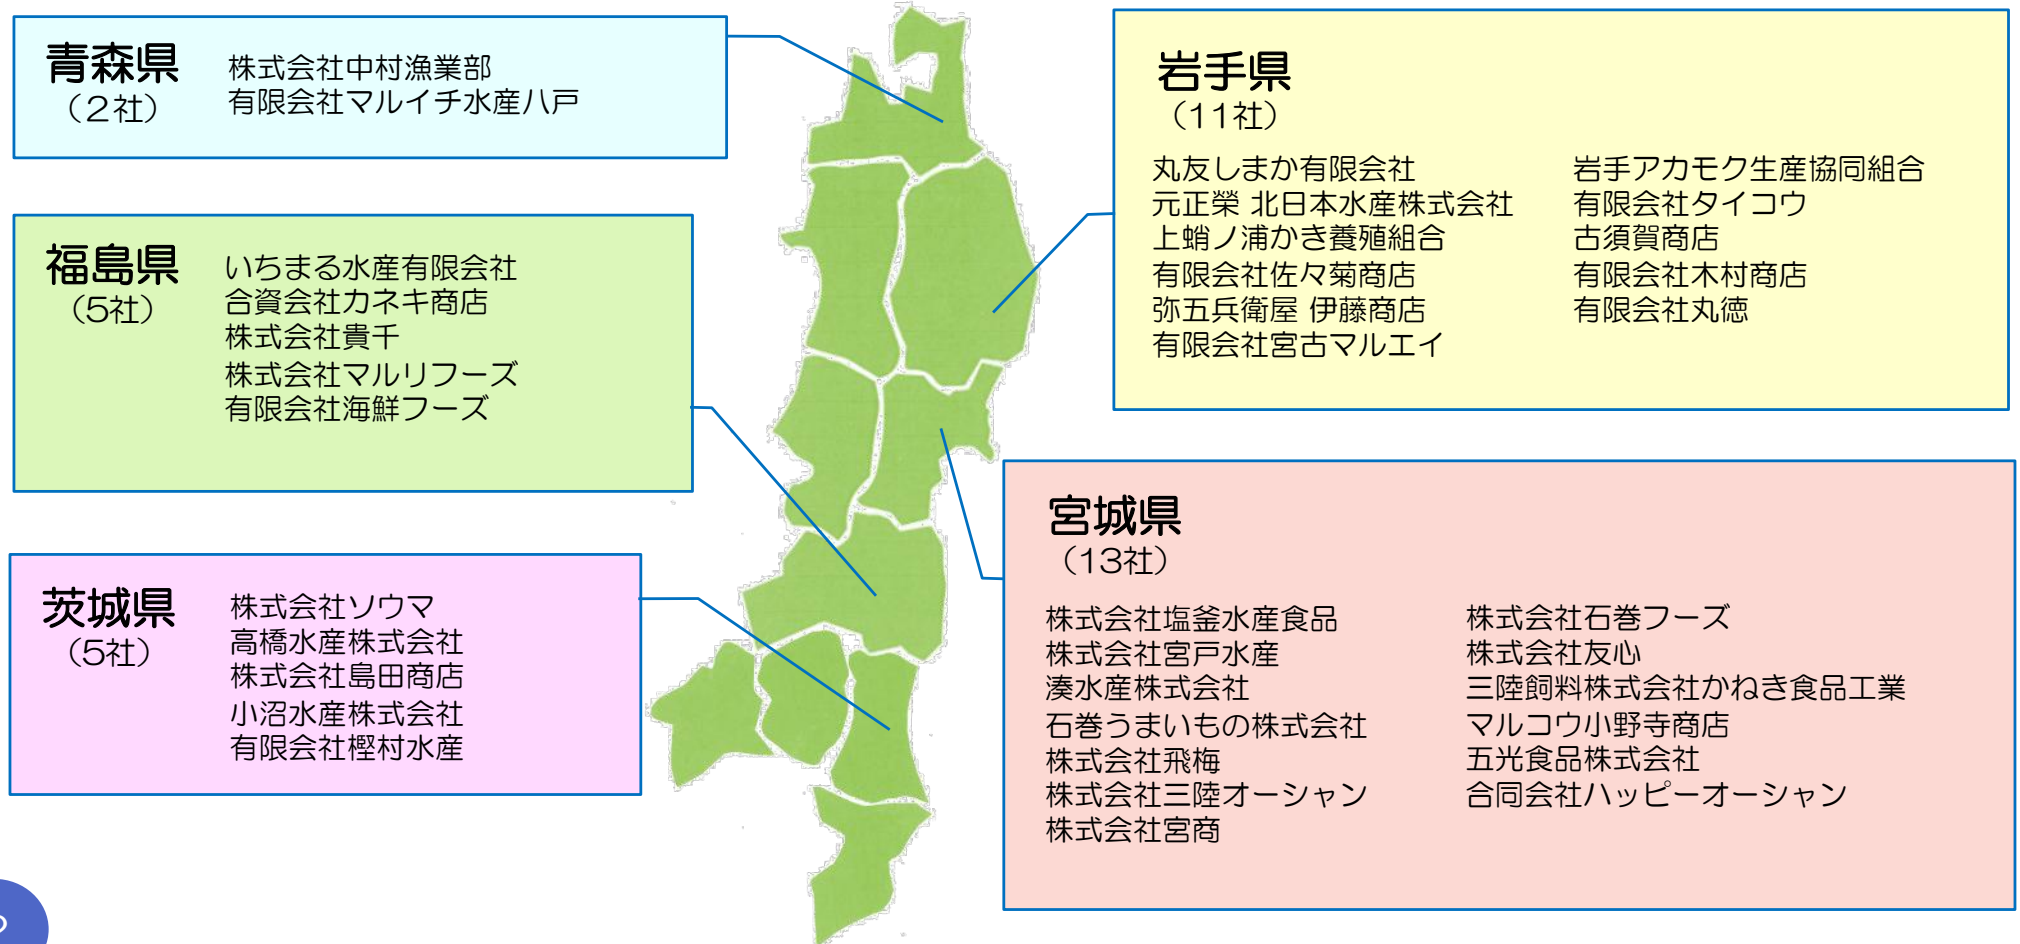 青森県
（2社）
株式会社中村漁業部
有限会社マルイチ水産八戸
福島県
（5社）
いちまる水産有限会社
合資会社カネキ商店
株式会社貴千
株式会社マルリフーズ
有限会社海鮮フーズ
茨城県
（5社）
株式会社ソウマ
高橋水産株式会社
株式会社島田商店
小沼水産株式会社
有限会社樫村水産
岩手県
（11社）
丸友しまか有限会社
元正榮 北日本水産株式会社
上蛸ノ浦かき養殖組合
有限会社佐々菊商店
弥五兵衛屋 伊藤商店
有限会社宮古マルエイ
岩手アカモク生産協同組合
有限会社タイコウ
古須賀商店
有限会社木村商店
有限会社丸徳
宮城県
（13社）
株式会社塩釜水産食品
株式会社宮戸水産
湊水産株式会社
石巻うまいもの株式会社
株式会社飛梅
株式会社三陸オーシャン
株式会社宮商
株式会社石巻フーズ
株式会社友心
三陸飼料株式会社かねき食品工業
マルコウ小野寺商店
五光食品株式会社
合同会社ハッピーオーシャン